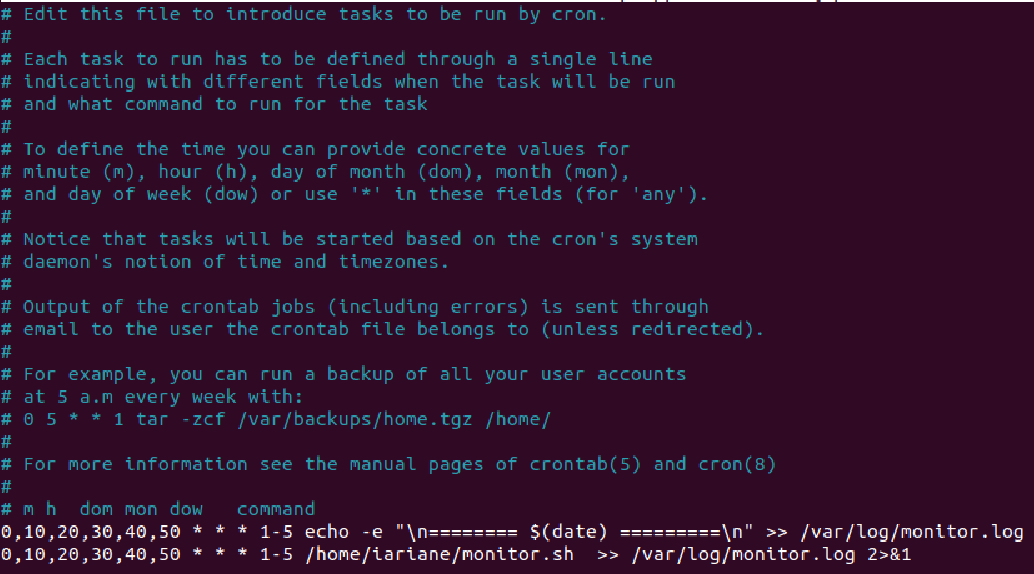 # Edit this file to introduce tasks to be run by cron.
#
# Each task to run has to be defined through a single line
# indicating with different fields when the task will be run
# and what command to run for the task
#
# To define the time you can provide concrete values for
# minute (m), hour (h), day of month (dom), month (mon),
# and day of week (dow) or use '*' in these fields (for 'any').
#
# Notice that tasks will be started based on the cron's system
# daemon's notion of time and timezones.
#
# Output of the crontab jobs (including errors) is sent through
# email to the user the crontab file belongs to (unless redirected).
#
# For example, you can run a backup of all your user accounts
# at 5 a.m every week with:
# 0 5 * * 1 tar -zcf /var/backups/home.tgz /home/
#
# For more information see the manual pages of crontab(5) and cron(8)
#
# m h  dom mon dow   command
0,10,20,30,40,50 * * * 1-5 echo -e "\n======== $(date) =========\n" >> /var/log/monitor.log
0,10,20,30,40,50 * * * 1-5 /home/iariane/monitor.sh  >> /var/log/monitor.log 2>&1